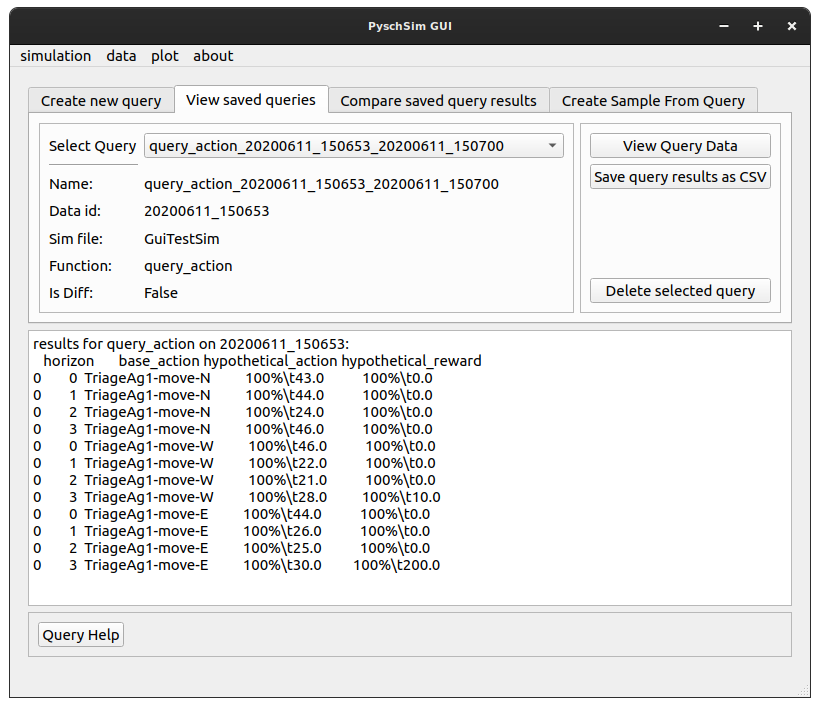 PyschSim GUI
simulation data plot about
Create new query View saved queries Compare saved query results Create Sample From Query
Select Query query_action_20200611_150653_20200611_150700
Name: query_action_20200611_150653_20200611_150700
Data id: 20200611_150653
Sim file: GuiTestSim
Function: query_action
Is Diff: False
View Query Data
Save query results as CSV
Delete selected query
results for query_action on 20200611_150653:
horizon base_action hypothetical_action hypothetical_reward
0 0 TriageAg1-move-N 100%\t43.0 100%\t0.0
0 1 TriageAg1-move-N 100%\t44.0 100%\t0.0
0 2 TriageAg1-move-N 100%\t24.0 100%\t0.0
0 3 TriageAg1-move-N 100%\t46.0 100%\t0.0
0 0 TriageAg1-move-W 100%\t46.0 100%\t0.0
0 1 TriageAg1-move-W 100%\t22.0 100%\t0.0
0 2 TriageAg1-move-W 100%\t21.0 100%\t0.0
0 3 TriageAg1-move-W 100%\t28.0 100%\t10.0
0 0 TriageAg1-move-E 100%\t44.0 100%\t0.0
0 1 TriageAg1-move-E 100%\t26.0 100%\t0.0
0 2 TriageAg1-move-E 100%\t25.0 100%\t0.0
0 3 TriageAg1-move-E 100%\t30.0 100%\t200.0
Query Help